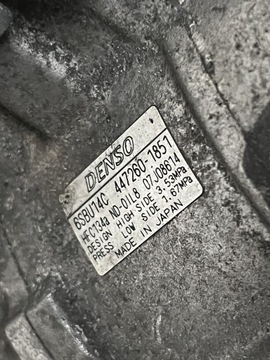 DENSO
6SBU14C 447260-1851
HFC134a ND-OIL8 07J08614
DESIGN HIGH SIDE 3.53MPa
PRESS LOW SIDE 1.67MPa
MADE IN JAPAN